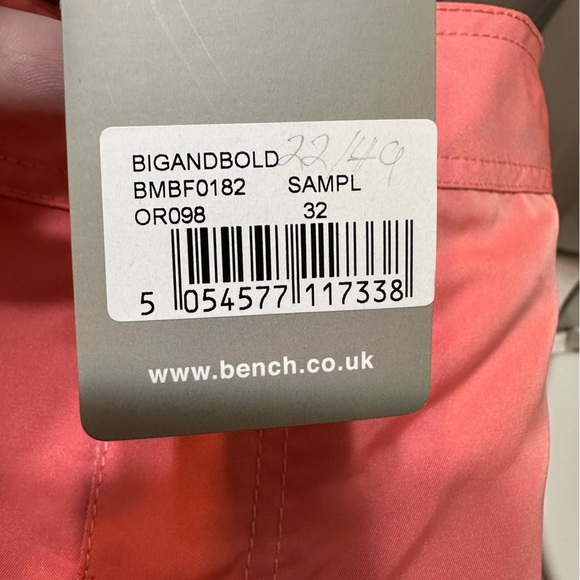 BIGANDBOLD 22/49
BMBF0182 SAMPL
OR098 32
5 054577 117338
www.bench.co.uk